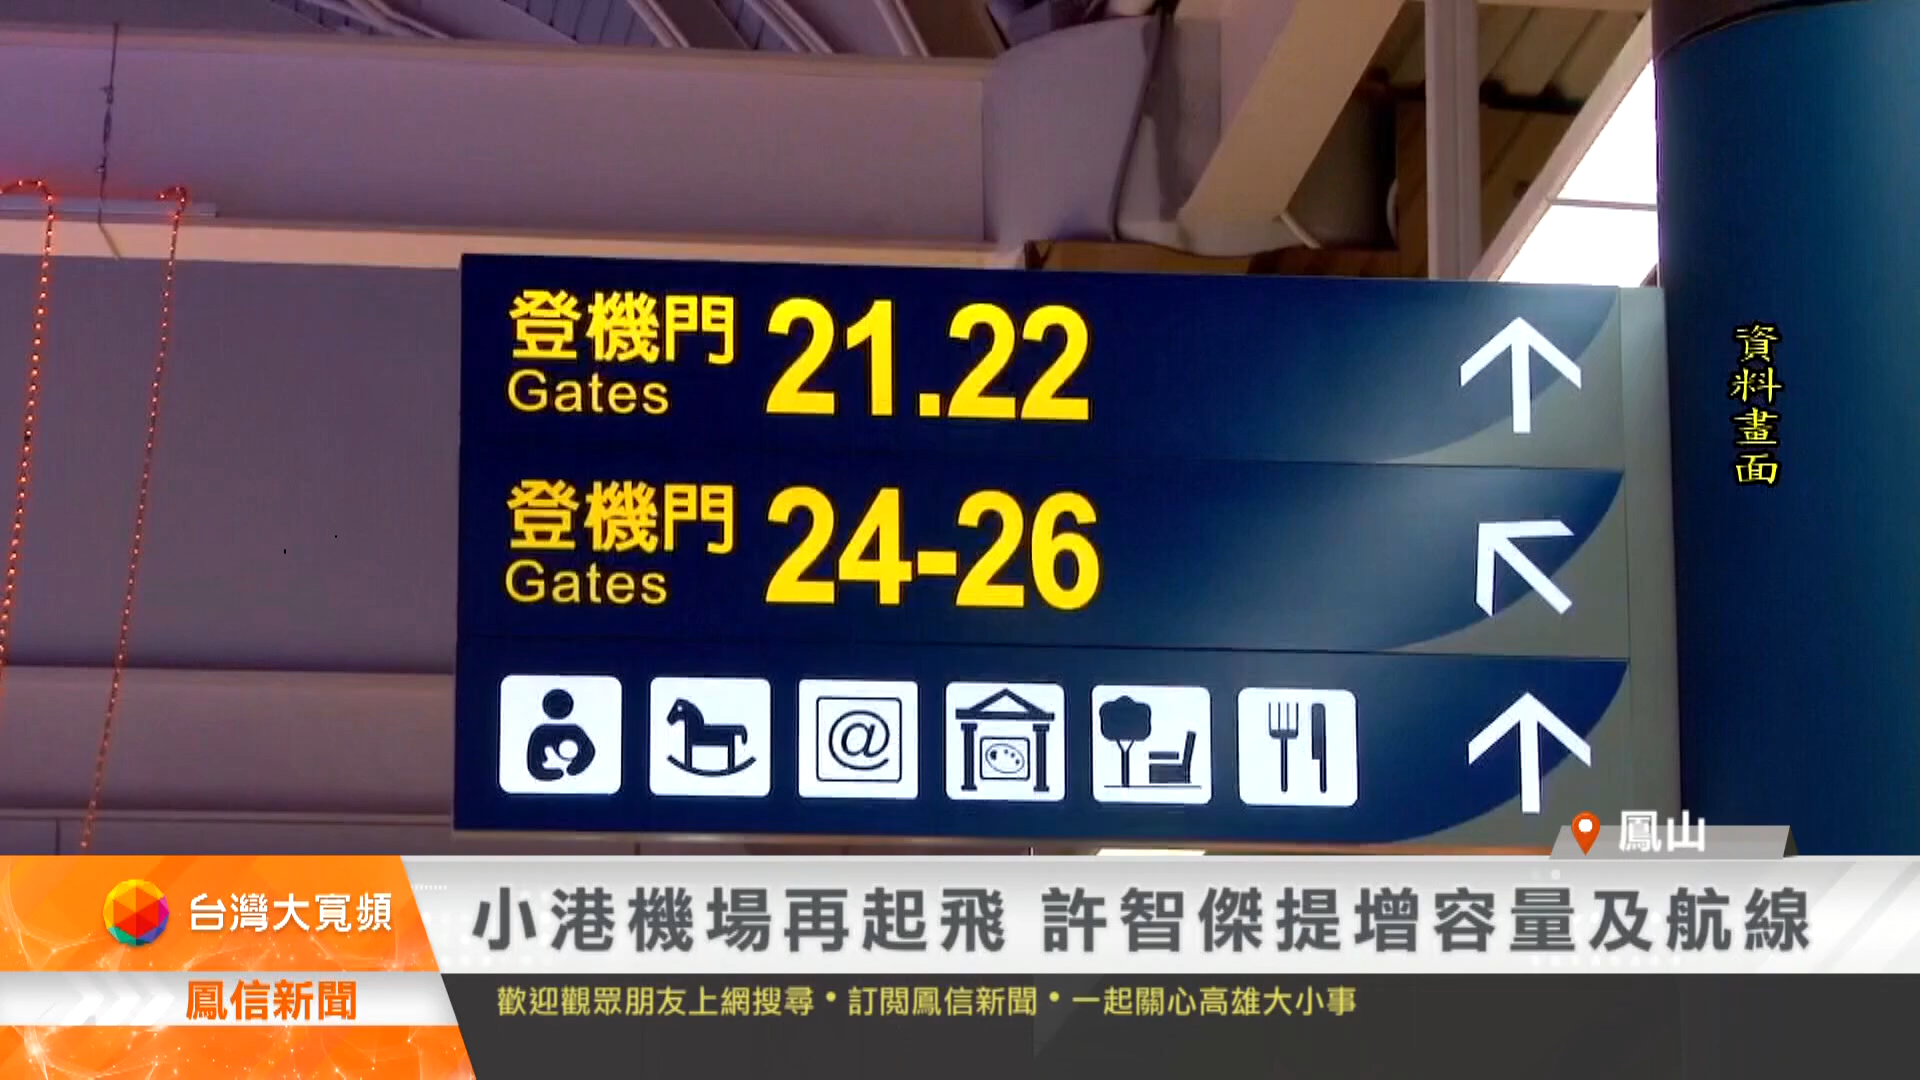 登機門 21.22
Gates
登機門 24-26
Gates
@
資料畫面
鳳山
台灣大寬頻
小港機場再起飛 許智傑提增容量及航線
鳳信新聞
歡迎觀眾朋友上網搜尋•訂閱鳳信新聞•一起關心高雄大小事